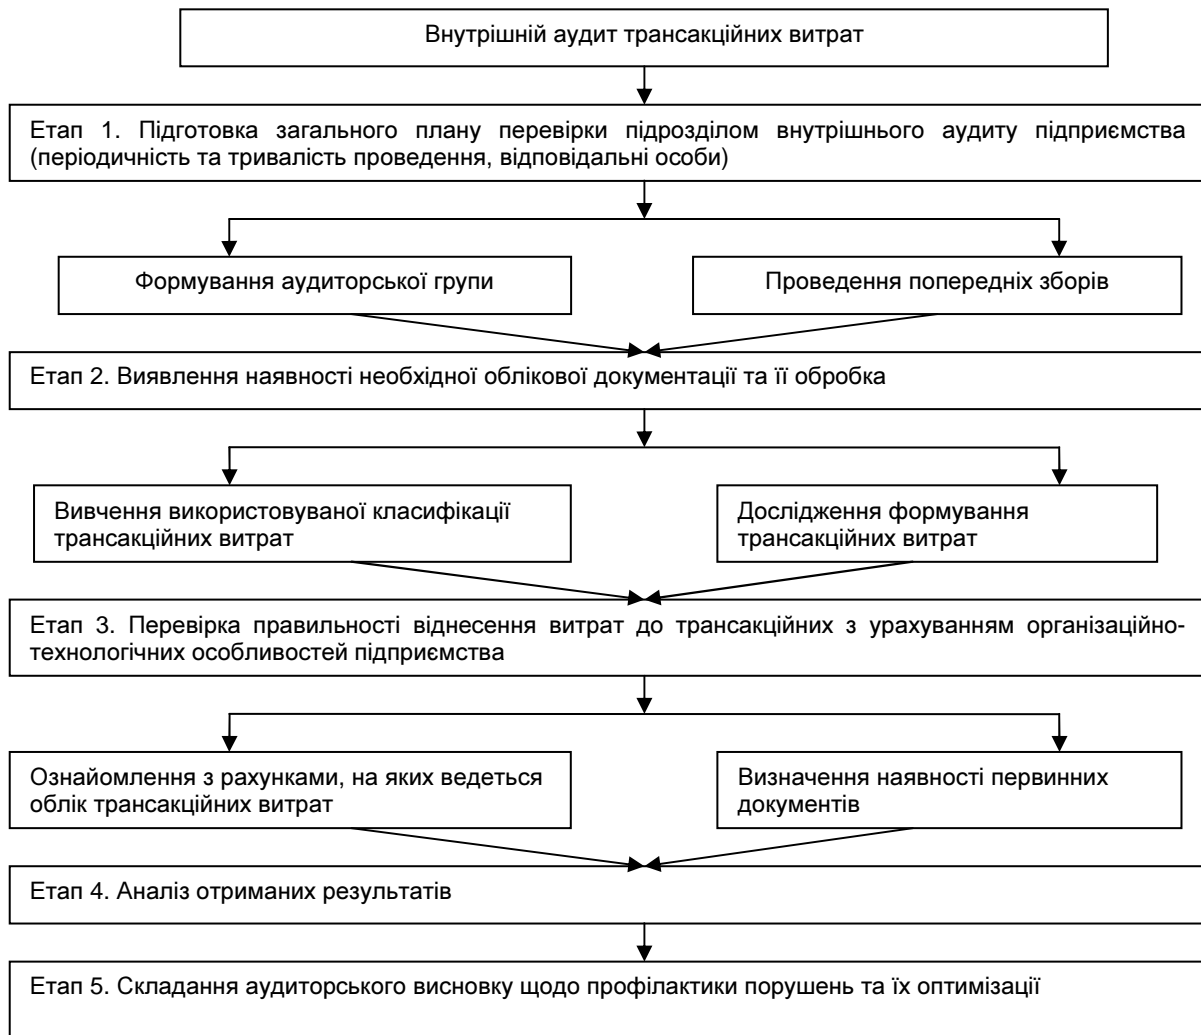 Внутрішній аудит трансакційних витрат
Етап 1. Підготовка загального плану перевірки підрозділом внутрішнього аудиту підприємства
(періодичність та тривалість проведення, відповідальні особи)
Формування аудиторської групи
Проведення попередніх зборів
Етап 2. Виявлення наявності необхідної облікової документації та її обробка
Вивчення використовуваної класифікації
трансакційних витрат
Дослідження формування
трансакційних витрат
Етап 3. Перевірка правильності віднесення витрат до трансакційних з урахуванням організаційно-
технологічних особливостей підприємства
Ознайомлення з рахунками, на яких ведеться
облік трансакційних витрат
Визначення наявності первинних
документів
Етап 4. Аналіз отриманих результатів
Етап 5. Складання аудиторського висновку щодо профілактики порушень та їх оптимізації